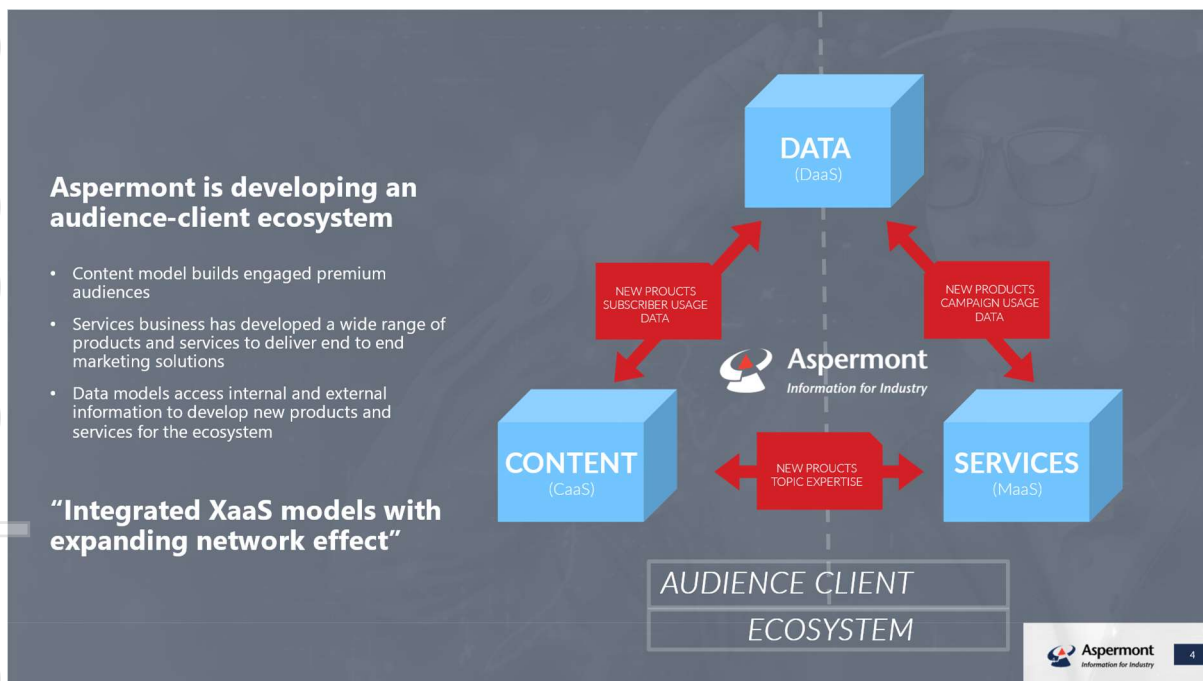 Aspermont is developing an
audience-client ecosystem
• Content model builds engaged premium
audiences
• Services business has developed a wide range of
products and services to deliver end to end
marketing solutions
• Data models access internal and external
information to develop new products and
services for the ecosystem
“Integrated XaaS models with
expanding network effect”
DATA
(DaaS)
NEW PROUCTS
SUBSCRIBER USAGE
DATA
NEW PRODUCTS
CAMPAIGN USAGE
DATA
Aspermont
Information for Industry
CONTENT
(CaaS)
NEW PROUCTS
TOPIC EXPERTISE
SERVICES
(MaaS)
AUDIENCE CLIENT
ECOSYSTEM
Aspermont
Information for Industry
4